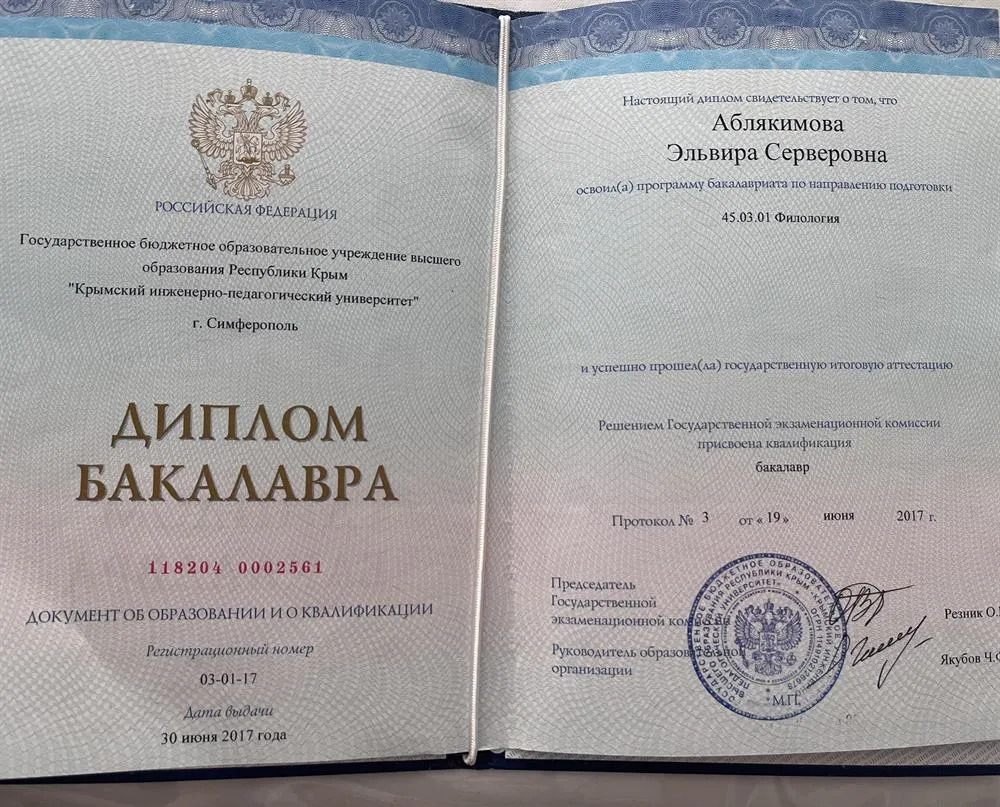 РОССИЙСКАЯ ФЕДЕРАЦИЯ
Государственное бюджетное образовательное учреждение высшего
образования Республики Крым
"Крымский инженерно-педагогический университет"
г. Симферополь
ДИПЛОМ
БАКАЛАВРА
118204 0002561
ДОКУМЕНТ ОБ ОБРАЗОВАНИИ И О КВАЛИФИКАЦИИ
Регистрационный номер
03-01-17
Дата выдачи
30 июня 2017 года
Настоящий диплом свидетельствует о том, что
Аблякимова
Эльвира Серверовна
освоил(а) программу бакалавриата по направлению подготовки
45.03.01 Филология
и успешно прошел(ла) государственную итоговую аттестацию
Решением Государственной экзаменационной комиссии
присвоена квалификация
бакалавр
Протокол № 3 от « 19 » июня 2017 г.
Председатель
Государственной
экзаменационной
Резник О.
Руководитель
организации
Якубов Ч.
М.П.